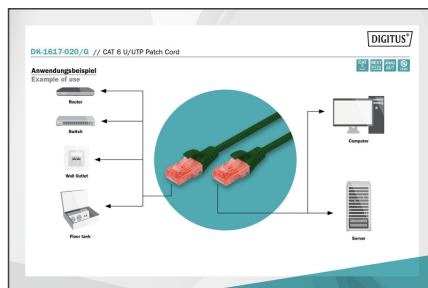 DIGITUS®
DK-1617-020/G // CAT 6 U/UTP Patch Cord
Anwendungsbeispiel
Example of use
Router
Switch
Wall Outlet
Floor tank
Computer
Server